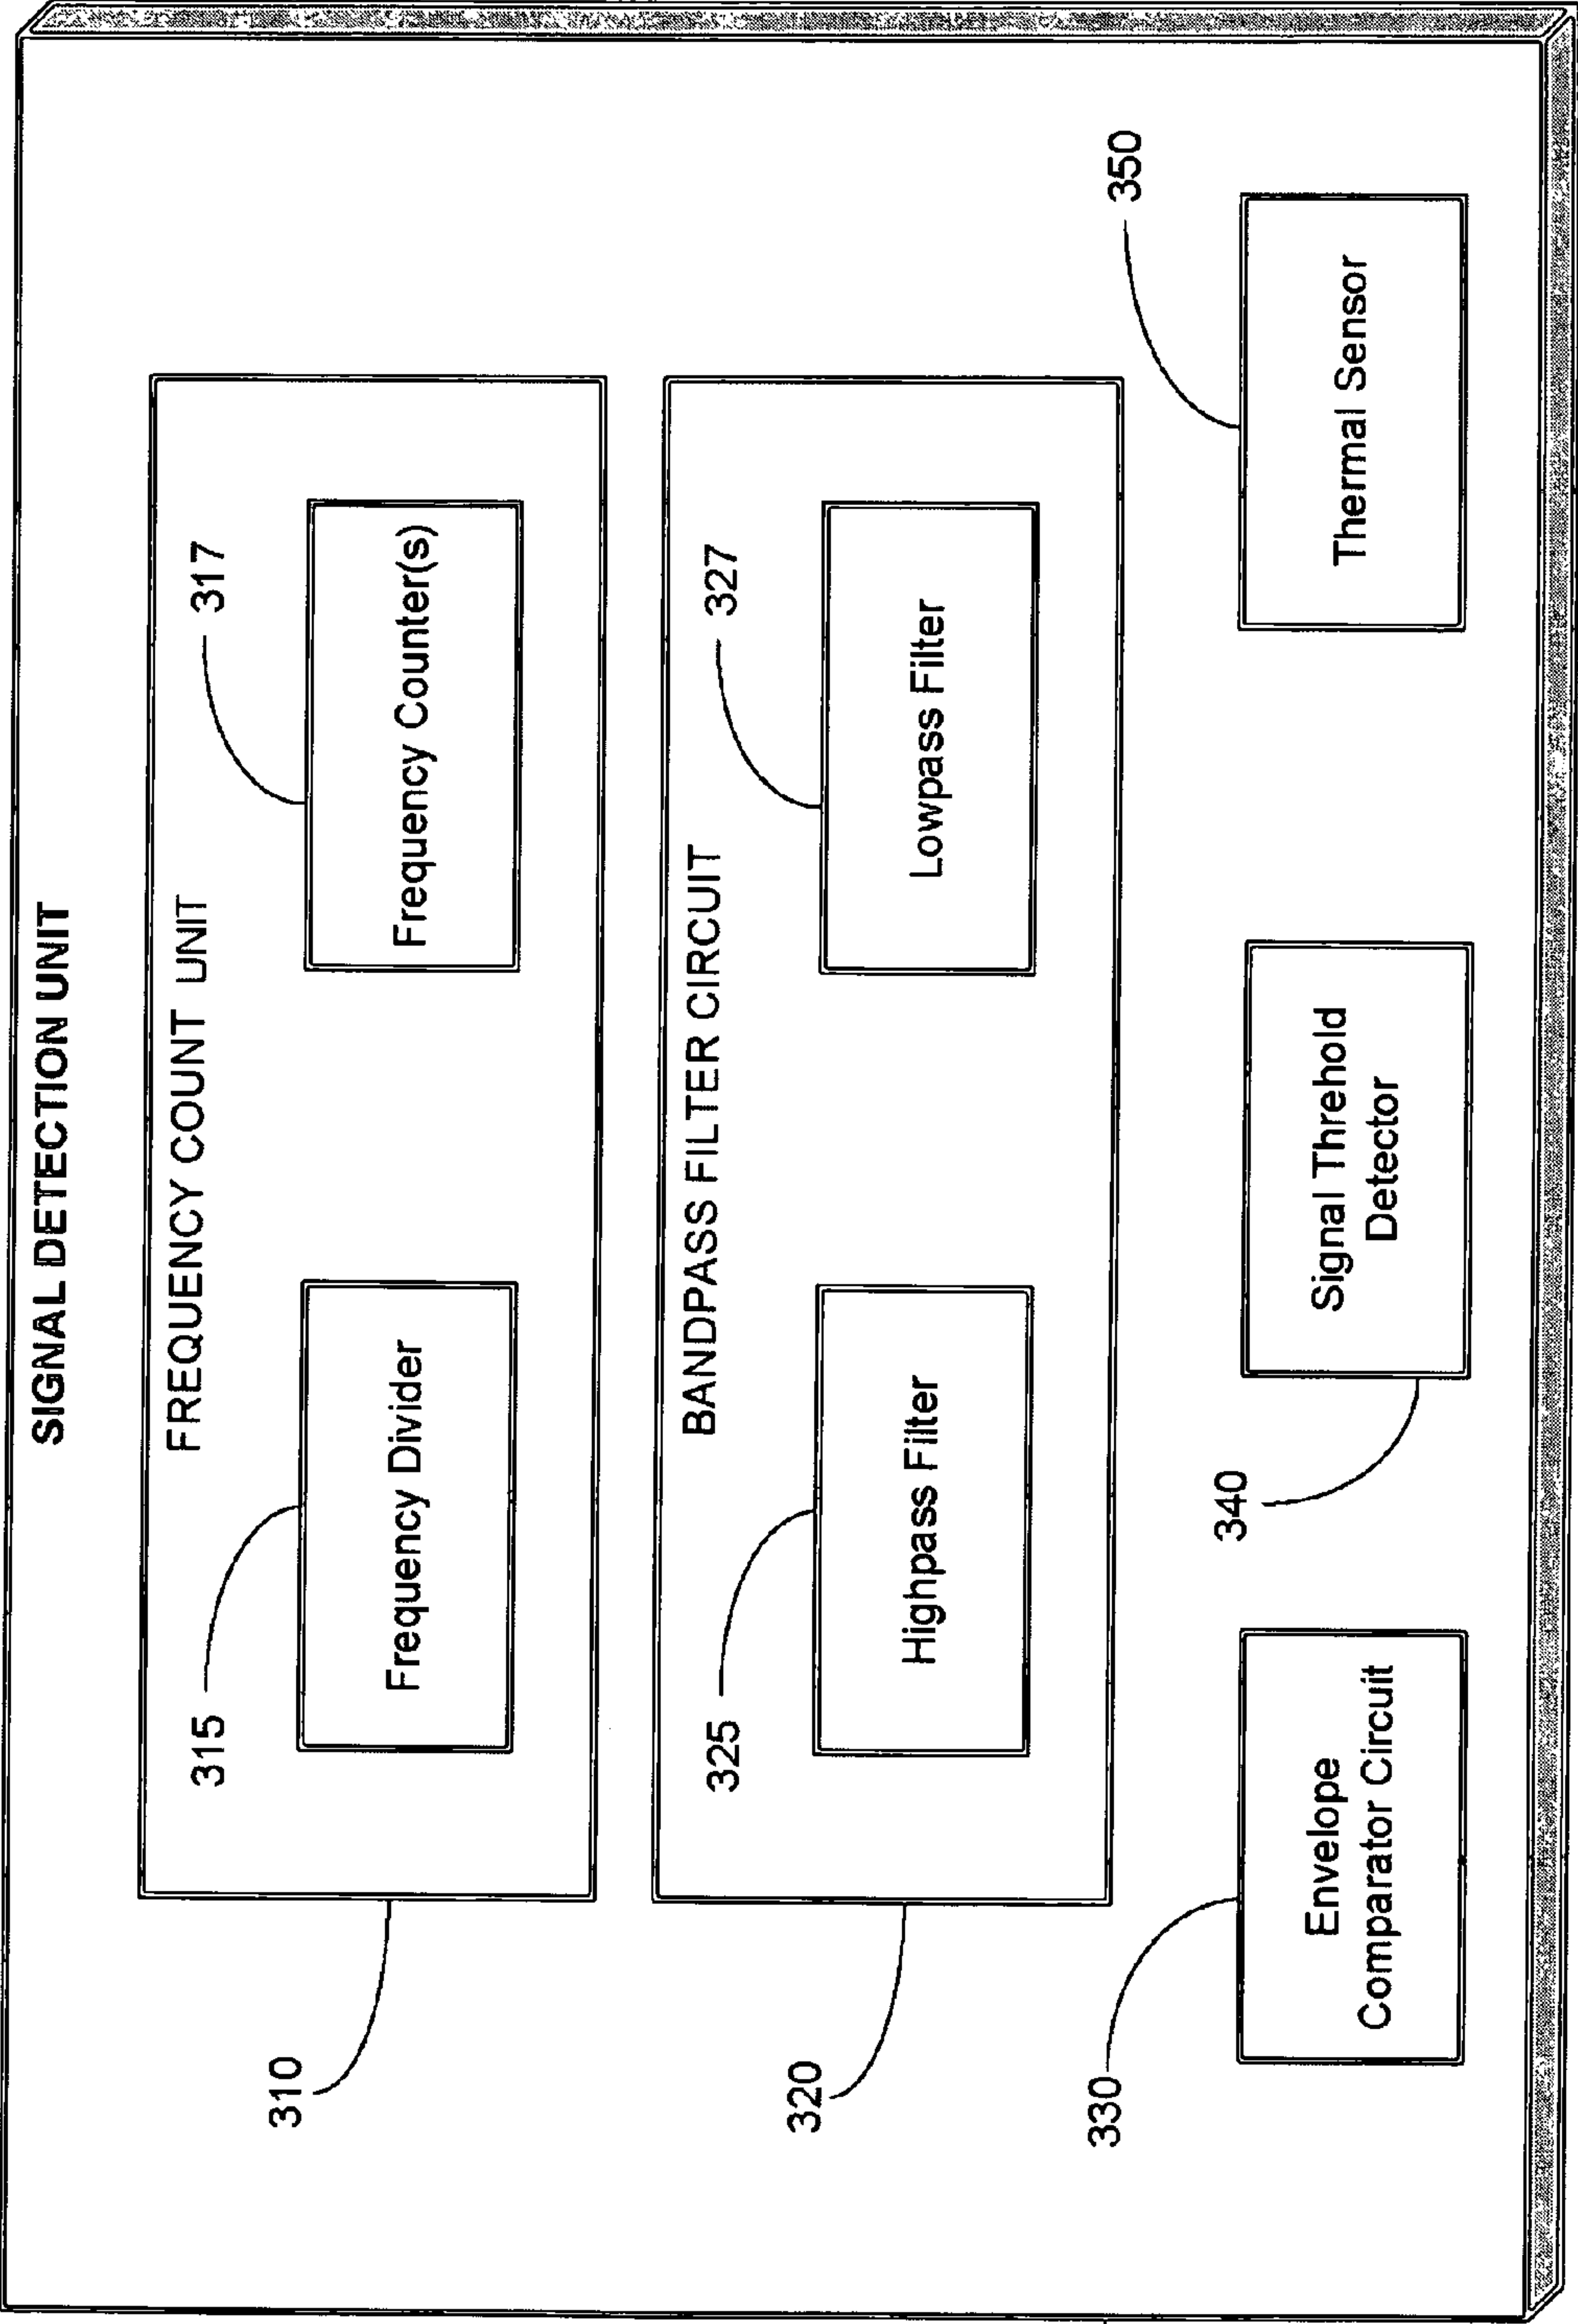 SIGNAL DETECTION UNIT
FREQUENCY COUNT UNIT
310
315
Frequency Divider
317
Frequency Counter(s)
BANDPASS FILTER CIRCUIT
320
325
Highpass Filter
327
Lowpass Filter
330
Envelope
Comparator Circuit
340
Signal Threhold
Detector
350
Thermal Sensor